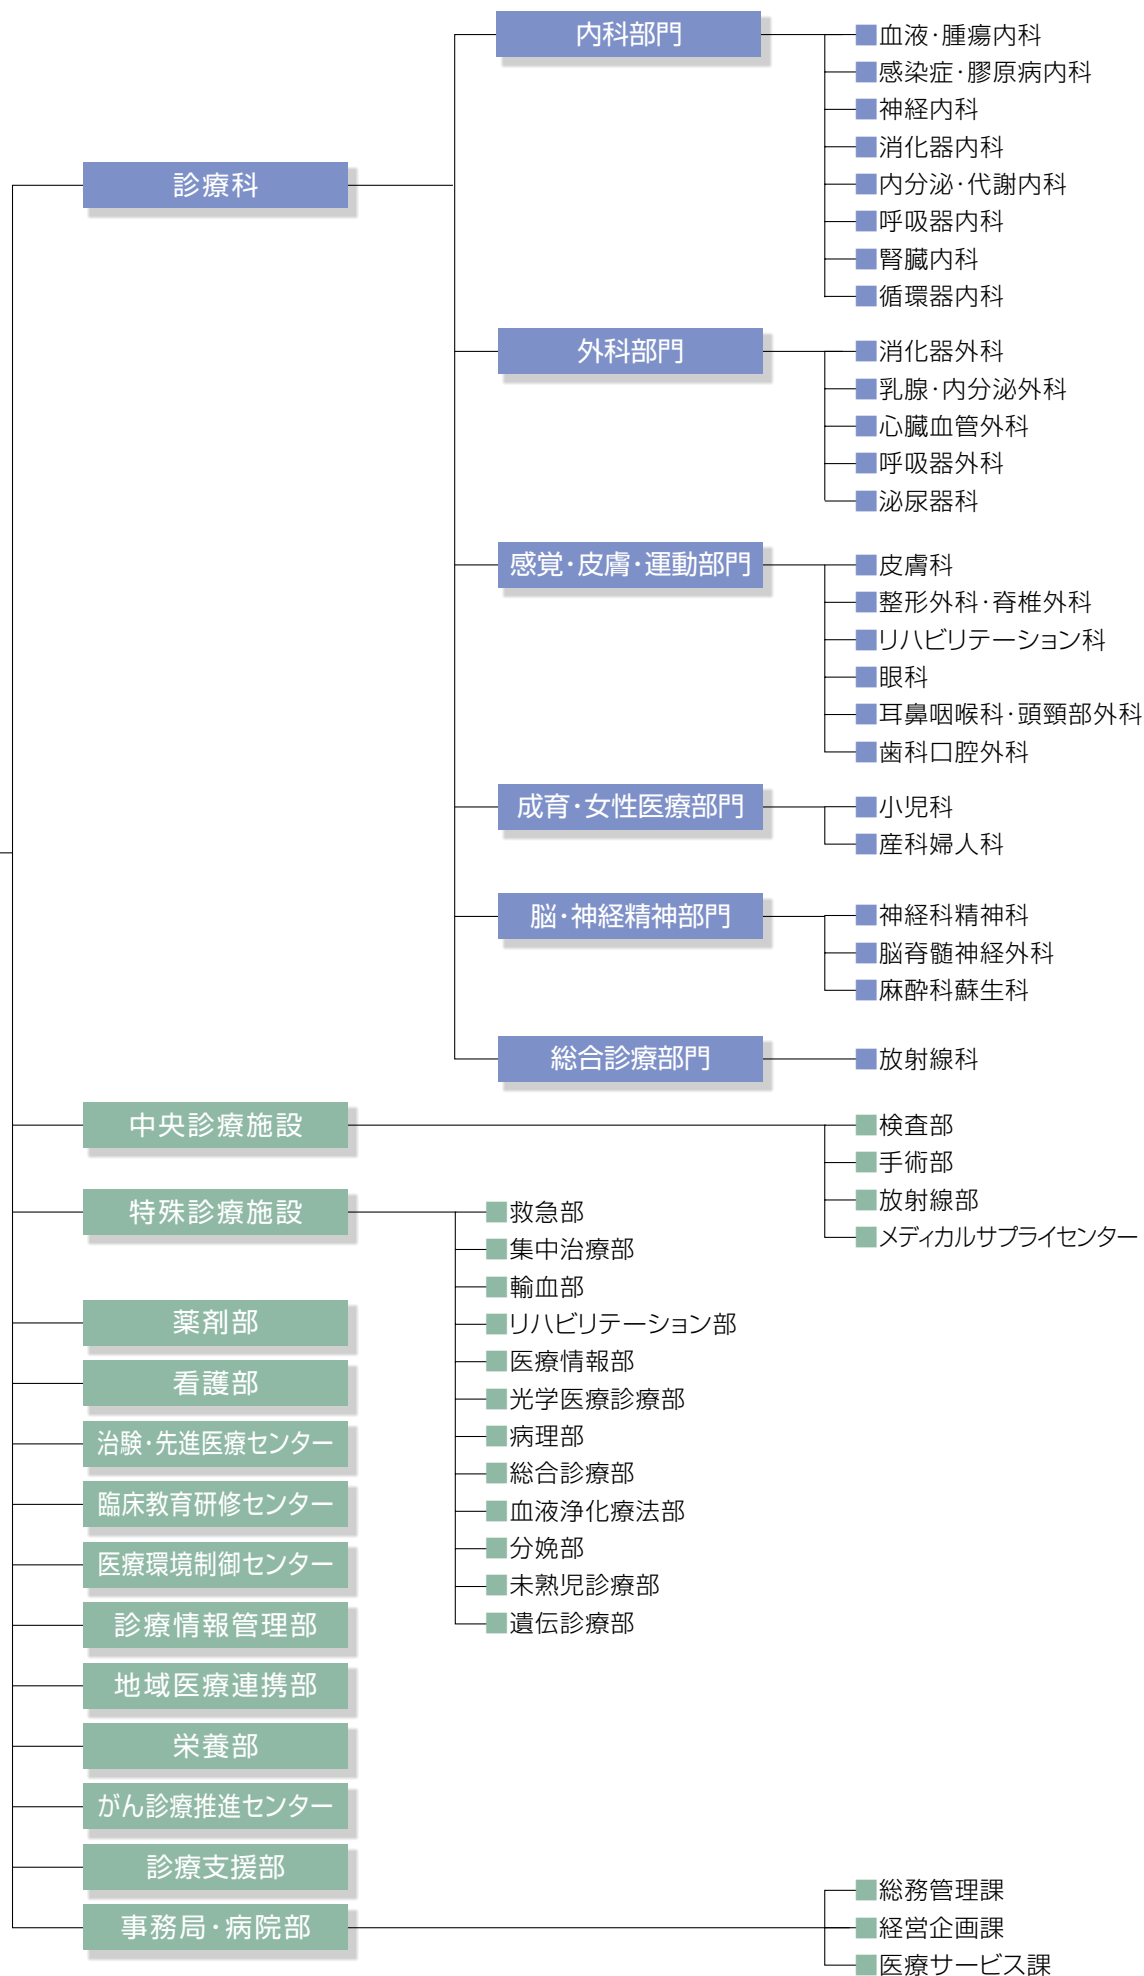 診療科
内科部門
血液・腫瘍内科
感染症・膠原病内科
神経内科
消化器内科
内分泌・代謝内科
呼吸器内科
腎臓内科
循環器内科
外科部門
消化器外科
乳腺・内分泌外科
心臓血管外科
呼吸器外科
泌尿器科
感覚・皮膚・運動部門
皮膚科
整形外科・脊椎外科
リハビリテーション科
眼科
耳鼻咽喉科・頭頸部外科
歯科口腔外科
成育・女性医療部門
小児科
産科婦人科
脳・神経精神部門
神経科精神科
脳脊髄神経外科
麻酔科蘇生科
総合診療部門
放射線科
中央診療施設
検査部
手術部
放射線部
メディカルサプライセンター
特殊診療施設
救急部
集中治療部
輸血部
リハビリテーション部
医療情報部
光学医療診療部
病理部
総合診療部
血液浄化療法部
分娩部
未熟児診療部
遺伝診療部
薬剤部
看護部
治験・先進医療センター
臨床教育研修センター
医療環境制御センター
診療情報管理部
地域医療連携部
栄養部
がん診療推進センター
診療支援部
事務局・病院部
総務管理課
経営企画課
医療サービス課